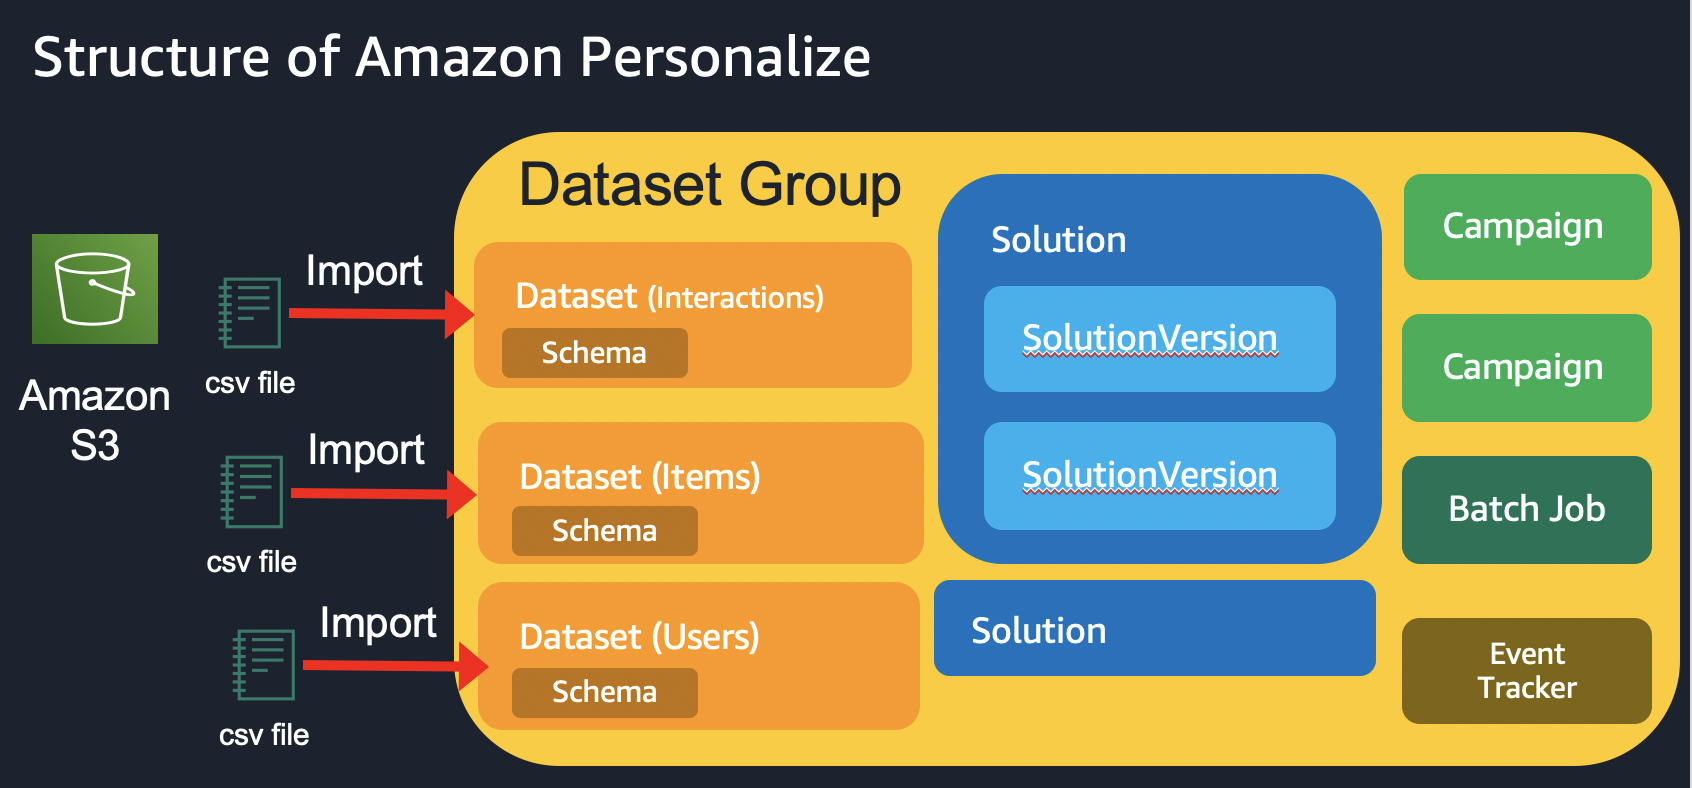 Structure of Amazon Personalize
Dataset Group
Amazon
S3
Import
csv file
Dataset (Interactions)
Schema
Import
csv file
Dataset (Items)
Schema
Import
csv file
Dataset (Users)
Schema
Solution
SolutionVersion
SolutionVersion
Solution
Campaign
Campaign
Batch Job
Event
Tracker